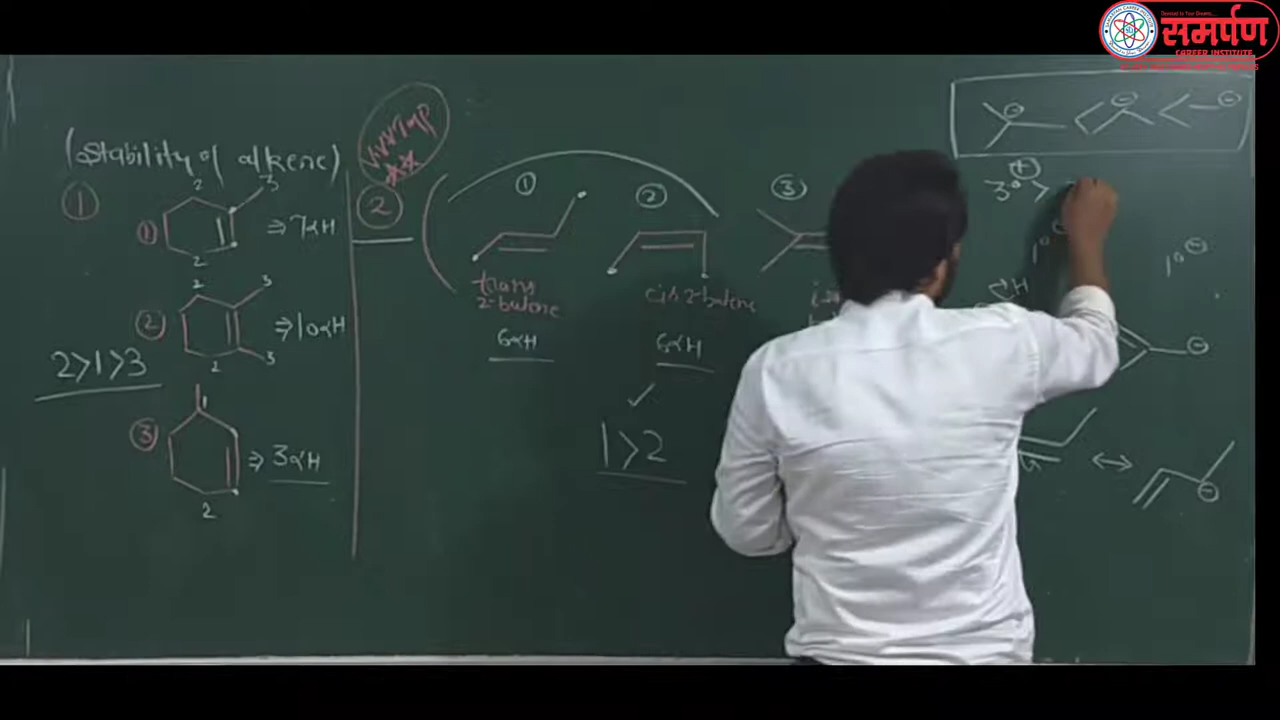 समर्पण
CAREER INSTITUTE
(Stability of alkene)
①
① 2 3 2 ⇒ 7αH
② 2 3 3 2 ⇒ 10αH
2>1>3
③ 2 ⇒ 3αH
VVVImp
②
① ② ③
trans
2-butene
6αH
cis 2-butene
6αH
✓
1>2
⊖ ⊖ ⊖
⊕
3° >
1°
1° ⊖
H
⊖
↔
⊖